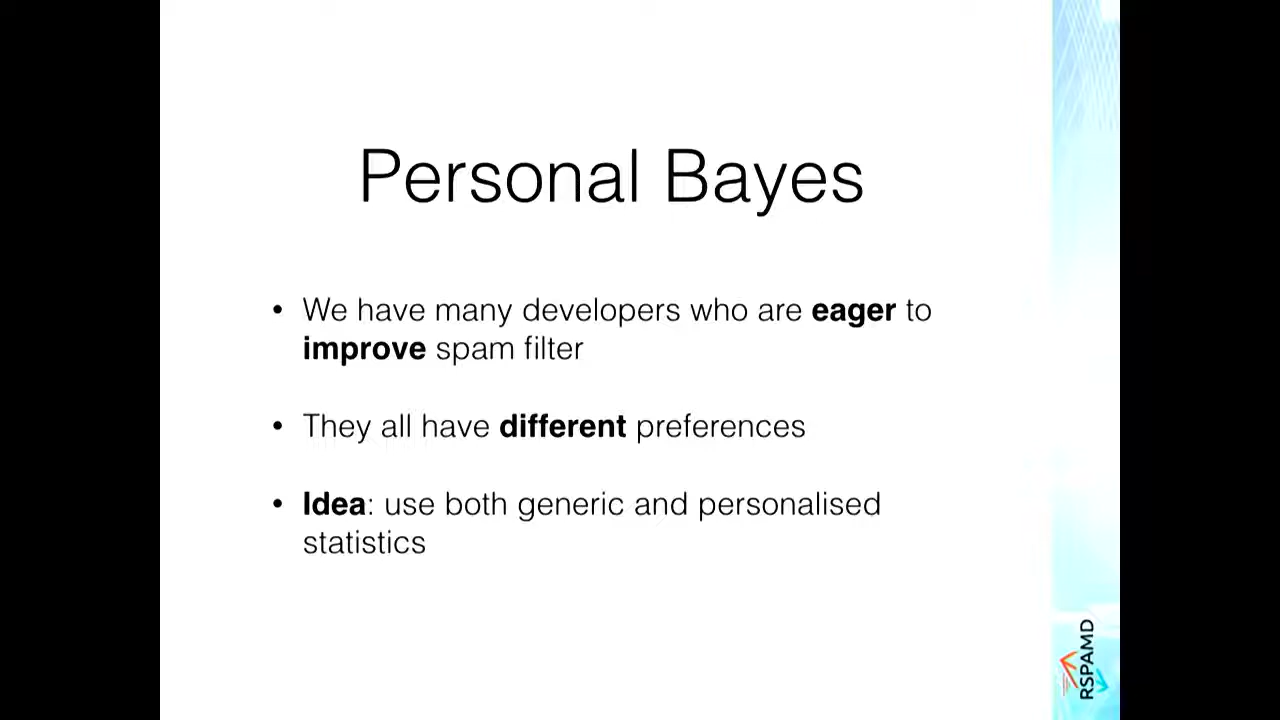 Personal Bayes
• We have many developers who are eager to
improve spam filter
• They all have different preferences
• Idea: use both generic and personalised
statistics
RSPAMD